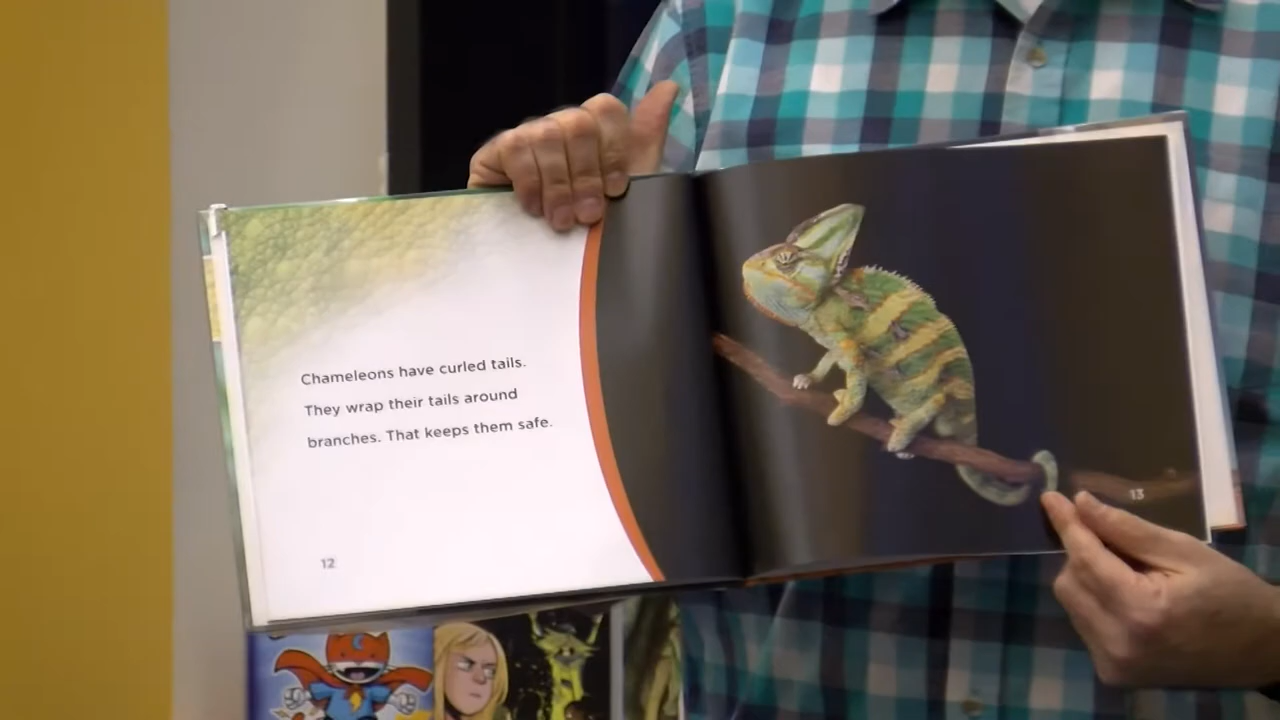 Chameleons have curled tails.
They wrap their tails around
branches. That keeps them safe.
12
13